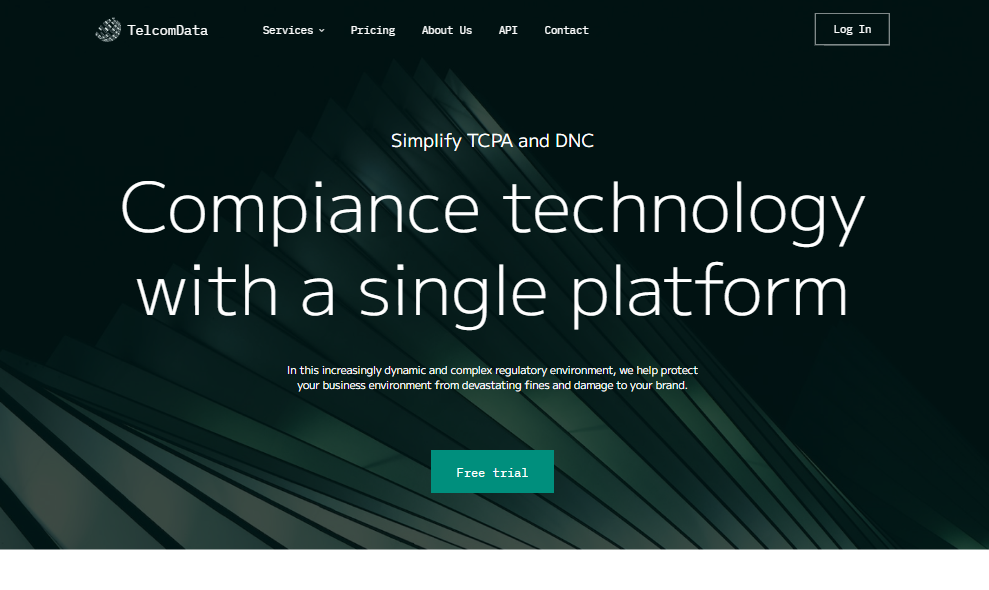 TelcomData
Services
Pricing
About Us
API
Contact
Log In
Simplify TCPA and DNC
Compiance technology
with a single platform
In this increasingly dynamic and complex regulatory environment, we help protect
your business environment from devastating fines and damage to your brand.
Free trial